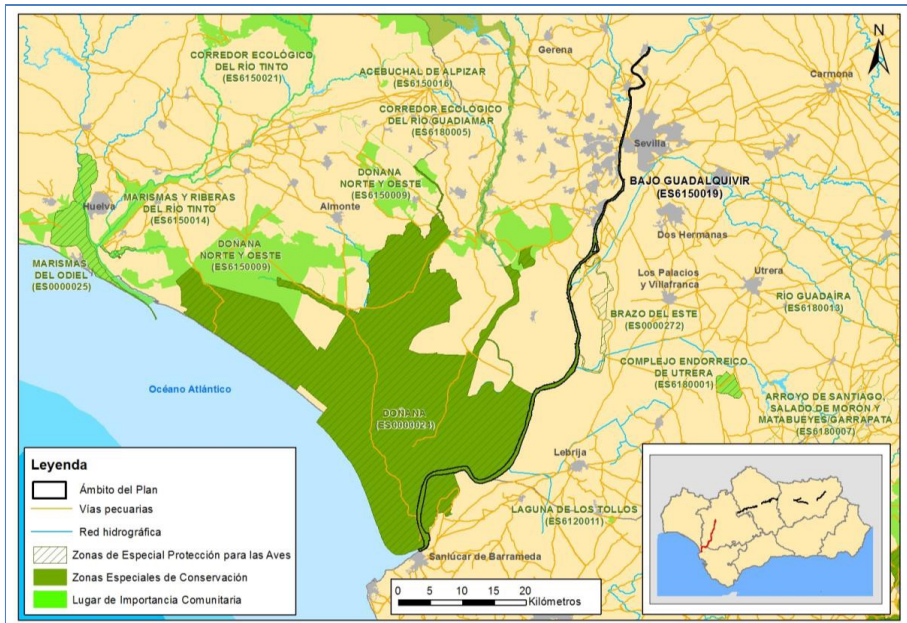 N
CORREDOR ECOLÓGICO
DEL RÍO TINTO
(ES6150021)
Gerena
ACEBUCHAL DE ALPIZAR
(ES6150016)
Carmona
CORREDOR ECOLÓGICO
DEL RÍO GUADIAMAR
(ES6180005)
Sevilla
DOÑANA
NORTE Y OESTE
(ES6150009)
BAJO GUADALQUIVIR
(ES6150019)
Huelva
MARISMAS Y RIBERAS
DEL RÍO TINTO
(ES6150014)
Almonte
Dos Hermanas
DOÑANA
NORTE Y OESTE
(ES6150009)
MARISMAS
DEL ODIEL
(ES0000025)
Los Palacios
y Villafranca
Utrera
RÍO GUADAÍRA
(ES6180013)
BRAZO DEL ESTE
(ES0000272)
COMPLEJO ENDORREICO
DE UTRERA
(ES6180001)
Océano Atlántico
ARROYO DE SANTIAGO,
SALADO DE MORÓN Y
MATABUEYES/GARRAPATA
(ES6180007)
DOÑANA
(ES0000024)
Lebrija
LAGUNA DE LOS TOLLOS
(ES6120011)
Sanlúcar de Barrameda
Leyenda
Ámbito del Plan
Vías pecuarias
Red hidrográfica
Zonas de Especial Protección para las Aves
Zonas Especiales de Conservación
Lugar de Importancia Comunitaria
0 5 10 15 20
Kilómetros